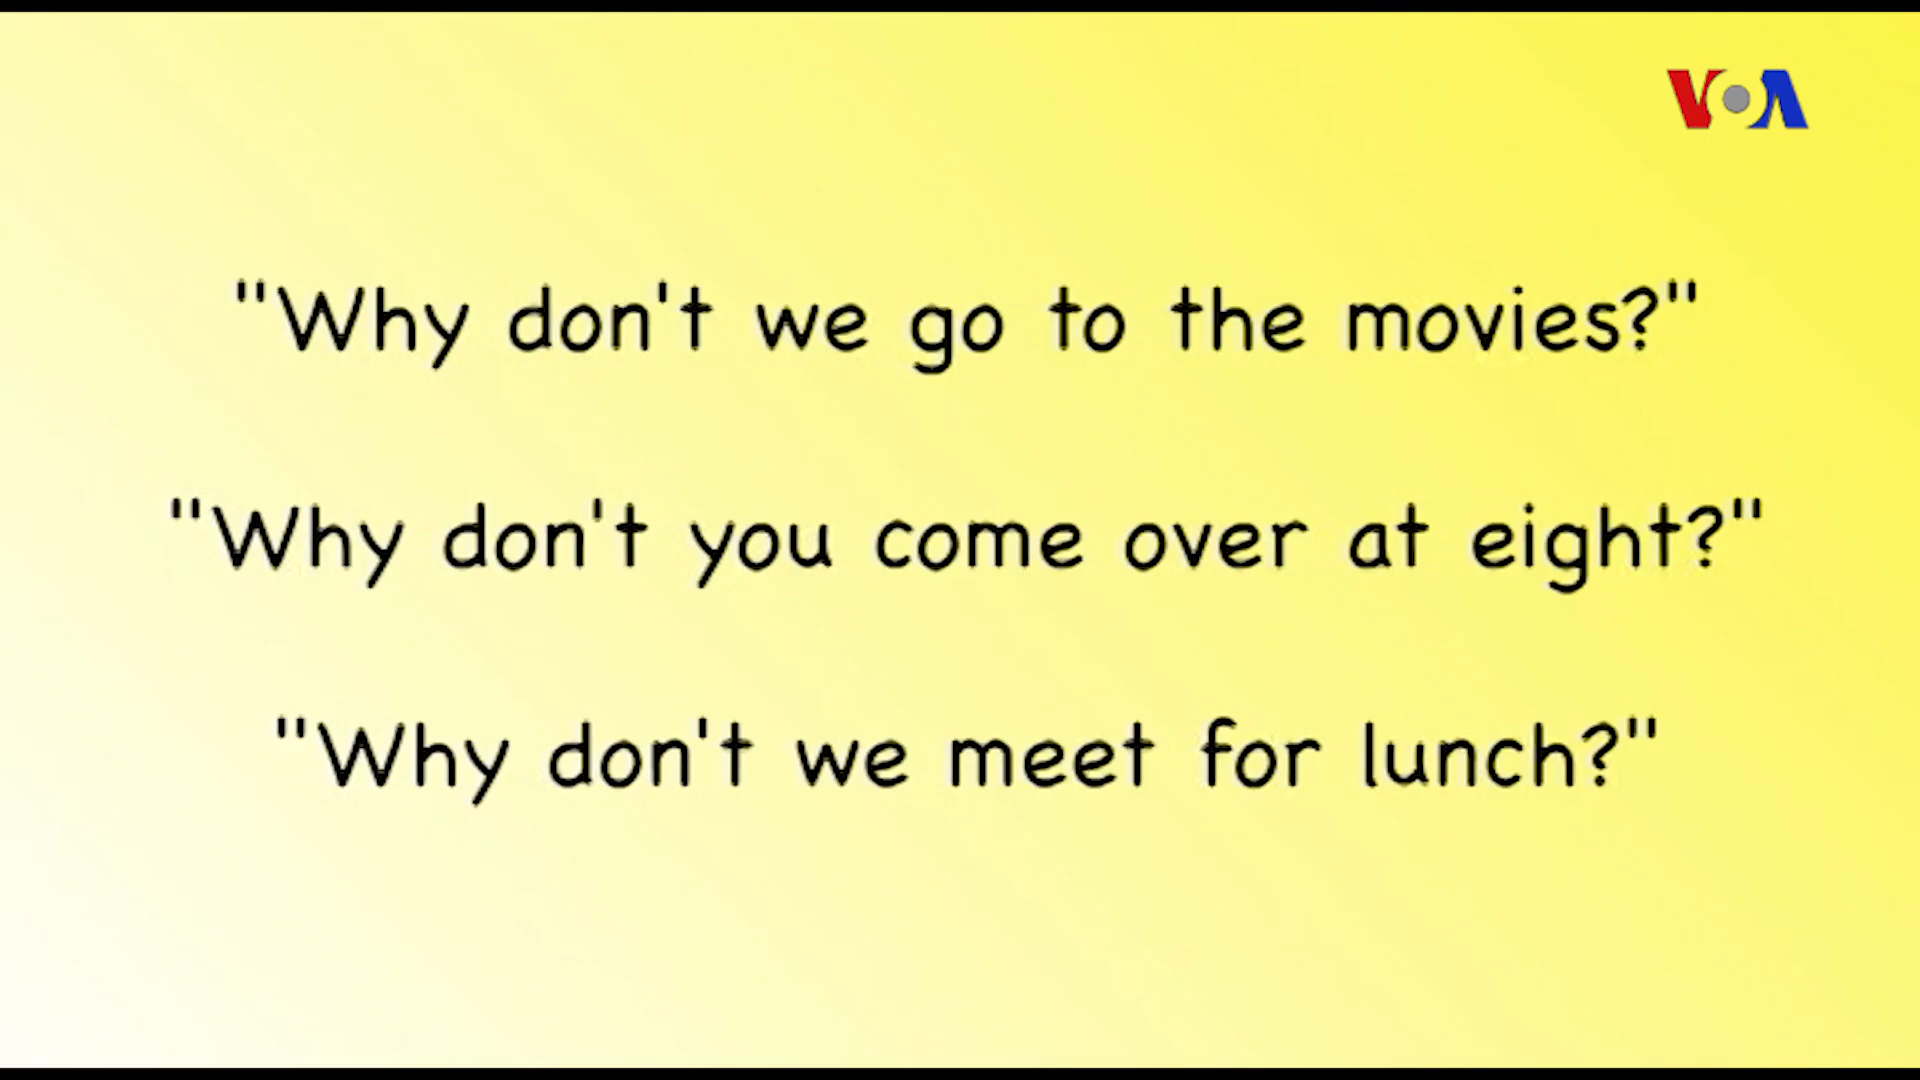 VOA
"Why don't we go to the movies?"
"Why don't you come over at eight?"
"Why don't we meet for lunch?"